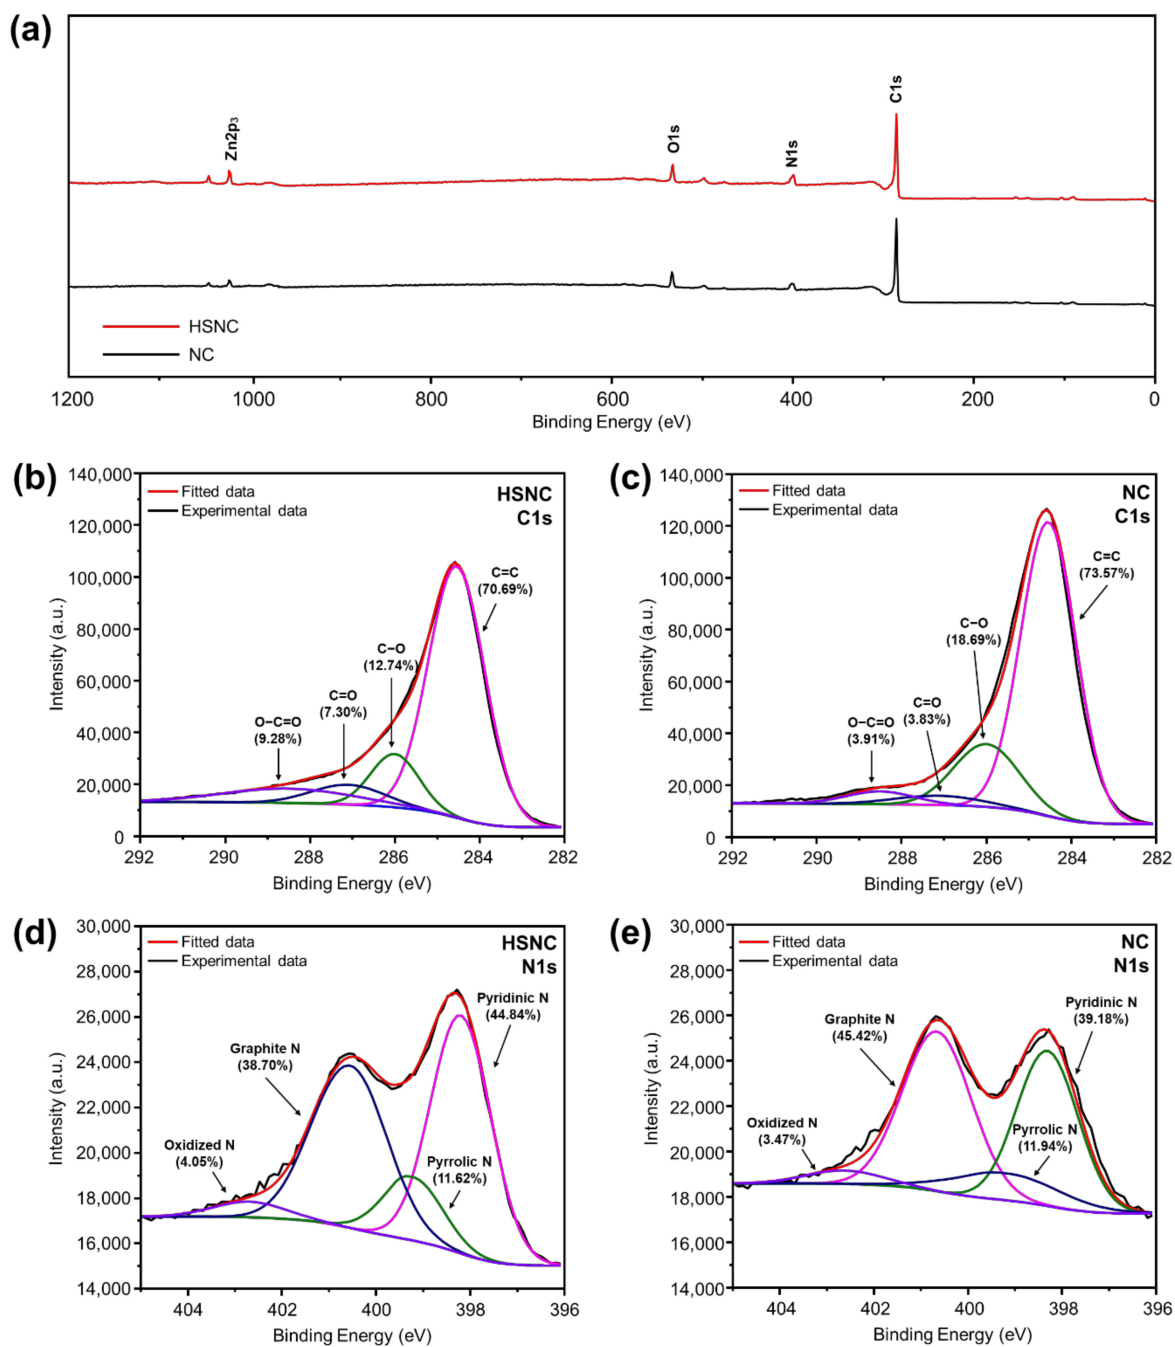 (a)
Zn2p3
O1s
N1s
C1s
HSNC
NC
1200
1000
800
600
400
200
0
Binding Energy (eV)
(b)
140,000
120,000
100,000
80,000
60,000
40,000
20,000
0
Intensity (a.u.)
Fitted data
Experimental data
HSNC
C1s
C=C
(70.69%)
C−O
(12.74%)
C=O
(7.30%)
O−C=O
(9.28%)
292
290
288
286
284
282
Binding Energy (eV)
(c)
140,000
120,000
100,000
80,000
60,000
40,000
20,000
0
Intensity (a.u.)
Fitted data
Experimental data
NC
C1s
C=C
(73.57%)
C−O
(18.69%)
C=O
(3.83%)
O−C=O
(3.91%)
292
290
288
286
284
282
Binding Energy (eV)
(d)
30,000
28,000
26,000
24,000
22,000
20,000
18,000
16,000
14,000
Intensity (a.u.)
Fitted data
Experimental data
HSNC
N1s
Pyridinic N
(44.84%)
Graphite N
(38.70%)
Oxidized N
(4.05%)
Pyrrolic N
(11.62%)
404
402
400
398
396
Binding Energy (eV)
(e)
30,000
28,000
26,000
24,000
22,000
20,000
18,000
16,000
14,000
Intensity (a.u.)
Fitted data
Experimental data
NC
N1s
Pyridinic N
(39.18%)
Graphite N
(45.42%)
Oxidized N
(3.47%)
Pyrrolic N
(11.94%)
404
402
400
398
396
Binding Energy (eV)